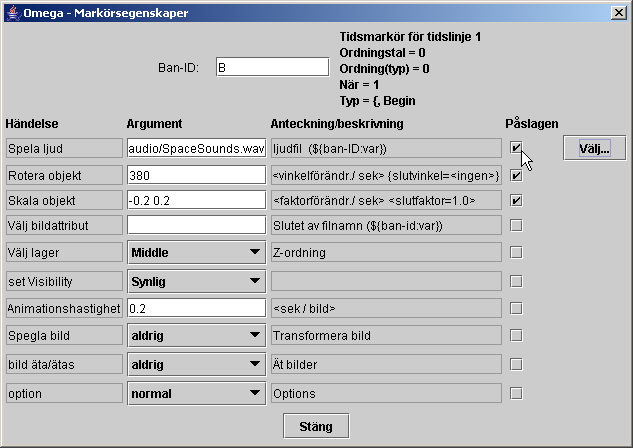 Omega - Markörsegenskaper
Ban-ID: B
Tidsmarkör för tidslinje 1
Ordningstal = 0
Ordning(typ) = 0
När = 1
Typ = {, Begin
Händelse Argument Anteckning/beskrivning Påslagen
Spela ljud audio/SpaceSounds.wav ljudfil (${ban-ID:var}) Välj...
Rotera objekt 380 <vinkelförändr./ sek> {slutvinkel=<ingen>}
Skala objekt -0.2 0.2 <faktorförändr./ sek> <slutfaktor=1.0>
Välj bildattribut Slutet av filnamn (${ban-id:var})
Välj lager Middle Z-ordning
set Visibility Synlig
Animationshastighet 0.2 <sek / bild>
Spegla bild aldrig Transformera bild
bild äta/ätas aldrig Ät bilder
option normal Options
Stäng